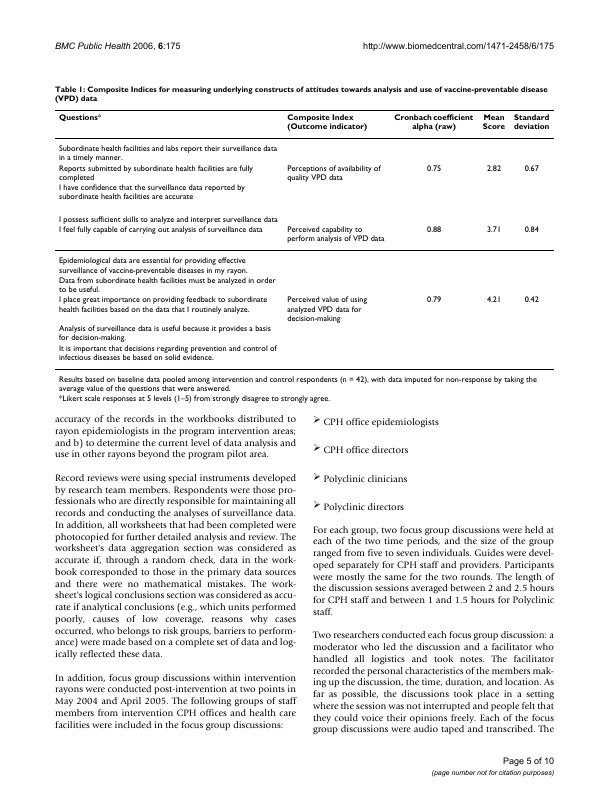 BMC Public Health 2006, 6:175
http://www.biomedcentral.com/1471-2458/6/175
Table 1: Composite Indices for measuring underlying constructs of attitudes towards analysis and use of vaccine-preventable disease
(VPD) data
Questions*
Composite Index
(Outcome indicator)
Cronbach coefficient
alpha (raw)
Mean
Score
Standard
deviation
Subordinate health facilities and labs report their surveillance data
in a timely manner.
Reports submitted by subordinate health facilities are fully
completed
Perceptions of availability of
quality VPD data
0.75
2.82
0.67
I have confidence that the surveillance data reported by
subordinate health facilities are accurate
I possess sufficient skills to analyze and interpret surveillance data
I feel fully capable of carrying out analysis of surveillance data
Perceived capability to
perform analysis of VPD data
0.88
3.71
0.84
Epidemiological data are essential for providing effective
surveillance of vaccine-preventable diseases in my rayon.
Data from subordinate health facilities must be analyzed in order
to be useful.
I place great importance on providing feedback to subordinate
health facilities based on the data that I routinely analyze.
Perceived value of using
analyzed VPD data for
decision-making
0.79
4.21
0.42
Analysis of surveillance data is useful because it provides a basis
for decision-making.
It is important that decisions regarding prevention and control of
infectious diseases be based on solid evidence.
Results based on baseline data pooled among intervention and control respondents (n = 42), with data imputed for non-response by taking the
average value of the questions that were answered.
*Likert scale responses at 5 levels (1–5) from strongly disagree to strongly agree.
accuracy of the records in the workbooks distributed to
rayon epidemiologists in the program intervention areas;
and b) to determine the current level of data analysis and
use in other rayons beyond the program pilot area.
Record reviews were using special instruments developed
by research team members. Respondents were those pro-
fessionals who are directly responsible for maintaining all
records and conducting the analyses of surveillance data.
In addition, all worksheets that had been completed were
photocopied for further detailed analysis and review. The
worksheet's data aggregation section was considered as
accurate if, through a random check, data in the work-
book corresponded to those in the primary data sources
and there were no mathematical mistakes. The work-
sheet's logical conclusions section was considered as accu-
rate if analytical conclusions (e.g., which units performed
poorly, causes of low coverage, reasons why cases
occurred, who belongs to risk groups, barriers to perform-
ance) were made based on a complete set of data and log-
ically reflected these data.
In addition, focus group discussions within intervention
rayons were conducted post-intervention at two points in
May 2004 and April 2005. The following groups of staff
members from intervention CPH offices and health care
facilities were included in the focus group discussions:
➢ CPH office epidemiologists
➢ CPH office directors
➢ Polyclinic clinicians
➢ Polyclinic directors
For each group, two focus group discussions were held at
each of the two time periods, and the size of the group
ranged from five to seven individuals. Guides were devel-
oped separately for CPH staff and providers. Participants
were mostly the same for the two rounds. The length of
the discussion sessions averaged between 2 and 2.5 hours
for CPH staff and between 1 and 1.5 hours for Polyclinic
staff.
Two researchers conducted each focus group discussion: a
moderator who led the discussion and a facilitator who
handled all logistics and took notes. The facilitator
recorded the personal characteristics of the members mak-
ing up the discussion, the time, duration, and location. As
far as possible, the discussions took place in a setting
where the session was not interrupted and people felt that
they could voice their opinions freely. Each of the focus
group discussions were audio taped and transcribed. The
Page 5 of 10
(page number not for citation purposes)